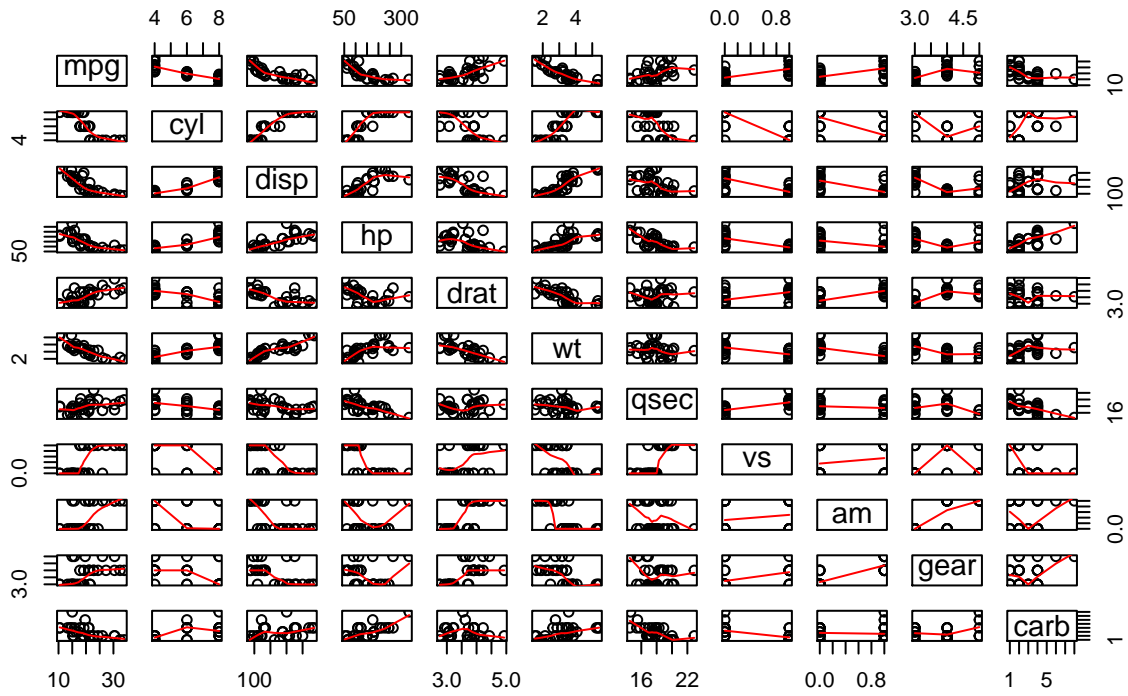 4 6 8 50 300 2 4 0.0 0.8 3.0 4.5
mpg 10
4 cyl
disp 100
50 hp
drat 3.0
2 wt
qsec 16
0.0 vs
am 0.0
3.0 gear
carb 1
10 30 100 3.0 5.0 16 22 0.0 1.0 1 5